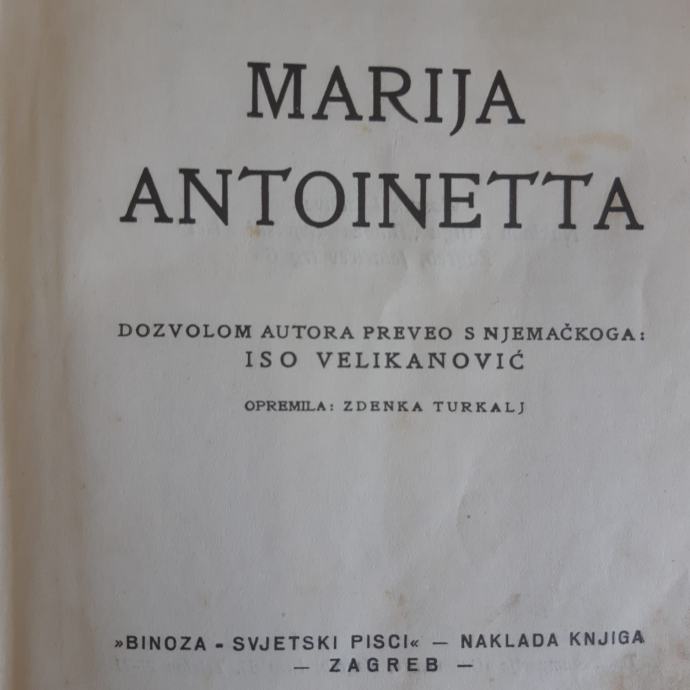 MARIJA
ANTOINETTA
DOZVOLOM AUTORA PREVEO S NJEMAČKOGA:
ISO VELIKANOVIĆ
OPREMILA: ZDENKA TURKALJ
»BINOZA - SVJETSKI PISCI« — NAKLADA KNJIGA
— ZAGREB —